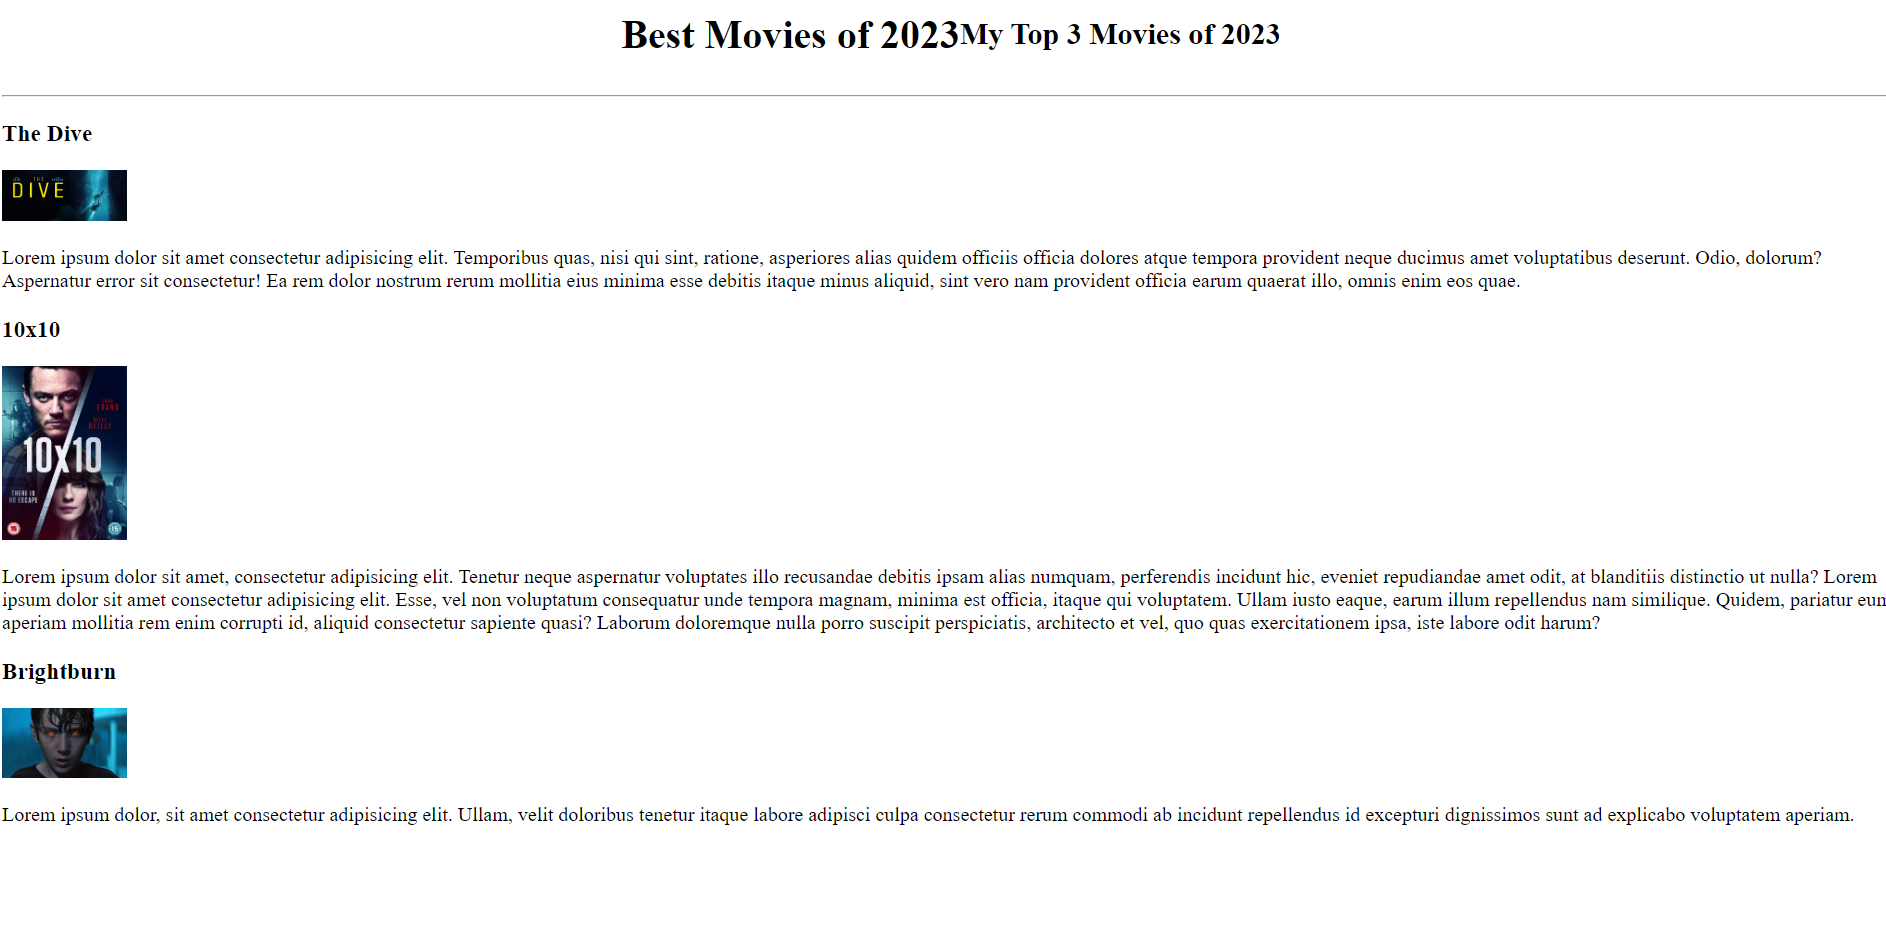 Best Movies of 2023My Top 3 Movies of 2023
The Dive
THE
DIVE
Lorem ipsum dolor sit amet consectetur adipisicing elit. Temporibus quas, nisi qui sint, ratione, asperiores alias quidem officiis officia dolores atque tempora provident neque ducimus amet voluptatibus deserunt. Odio, dolorum?
Aspernatur error sit consectetur! Ea rem dolor nostrum rerum mollitia eius minima esse debitis itaque minus aliquid, sint vero nam provident officia earum quaerat illo, omnis enim eos quae.
10x10
EVANS
REILLY
10x10
THERE IS
NO ESCAPE
15
Lorem ipsum dolor sit amet, consectetur adipisicing elit. Tenetur neque aspernatur voluptates illo recusandae debitis ipsam alias numquam, perferendis incidunt hic, eveniet repudiandae amet odit, at blanditiis distinctio ut nulla? Lorem
ipsum dolor sit amet consectetur adipisicing elit. Esse, vel non voluptatum consequatur unde tempora magnam, minima est officia, itaque qui voluptatem. Ullam iusto eaque, earum illum repellendus nam similique. Quidem, pariatur eun
aperiam mollitia rem enim corrupti id, aliquid consectetur sapiente quasi? Laborum doloremque nulla porro suscipit perspiciatis, architecto et vel, quo quas exercitationem ipsa, iste labore odit harum?
Brightburn
Lorem ipsum dolor, sit amet consectetur adipisicing elit. Ullam, velit doloribus tenetur itaque labore adipisci culpa consectetur rerum commodi ab incidunt repellendus id excepturi dignissimos sunt ad explicabo voluptatem aperiam.